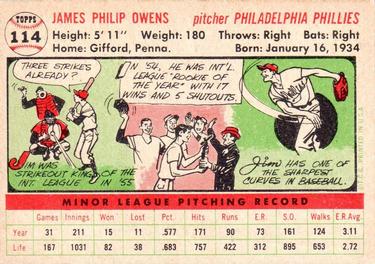 TOPPS
114
JAMES PHILIP OWENS pitcher PHILADELPHIA PHILLIES
Height: 5' 11" Weight: 180 Throws: Right Bats: Right
Home: Gifford, Penna. Born: January 16, 1934
THREE STRIKES
ALREADY?
JIM WAS
STRIKEOUT KING OF THE
INT. LEAGUE IN '55
IN '54, HE WAS INT'L
LEAGUE "ROOKIE OF
THE YEAR" WITH 17
WINS AND 5 SHUTOUTS.
Jim HAS ONE OF
THE SHARPEST
CURVES IN BASEBALL.
PRINTED IN U.S.A.
MINOR LEAGUE PITCHING RECORD
Games Innings Won Lost Pct. Hits Runs E.R. S.O. Walks E.R.Avg.
Year 31 211 15 11 .577 158 90 73 161 124 3.11
Life 167 1031 82 38 .683 757 422 312 895 653 2.72